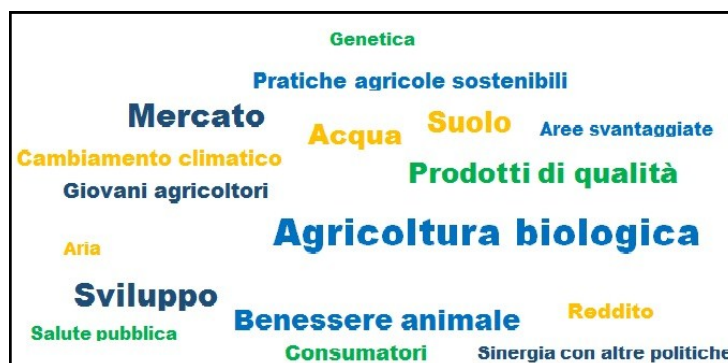 Genetica
Pratiche agricole sostenibili
Mercato
Acqua
Suolo
Aree svantaggiate
Cambiamento climatico
Prodotti di qualità
Giovani agricoltori
Agricoltura biologica
Aria
Sviluppo
Benessere animale
Reddito
Salute pubblica
Consumatori
Sinergia con altre politiche